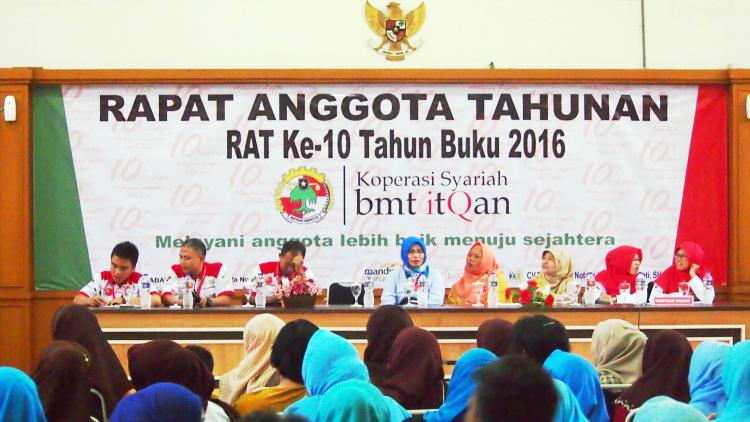 RAPAT ANGGOTA TAHUNAN
RAT Ke-10 Tahun Buku 2016
Koperasi Syariah
bmt itQan
Melayani anggota lebih baik menuju sejahtera